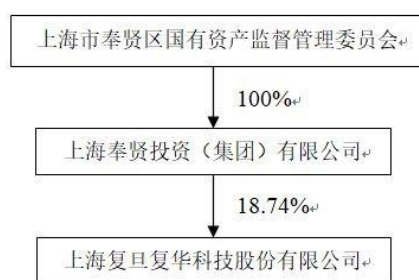 上海市奉贤区国有资产监督管理委员会
100%
上海奉贤投资（集团）有限公司
18.74%
上海复旦复华科技股份有限公司